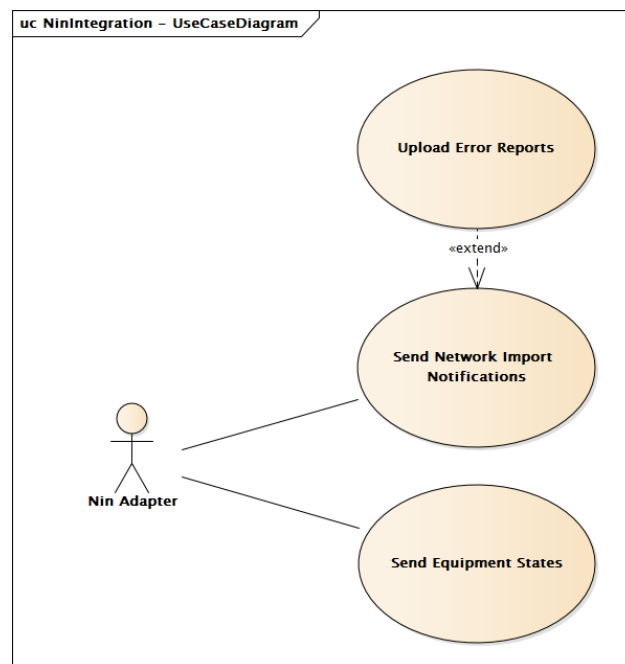 uc NinIntegration - UseCaseDiagram
Upload Error Reports
«extend»
Send Network Import
Notifications
Nin Adapter
Send Equipment States